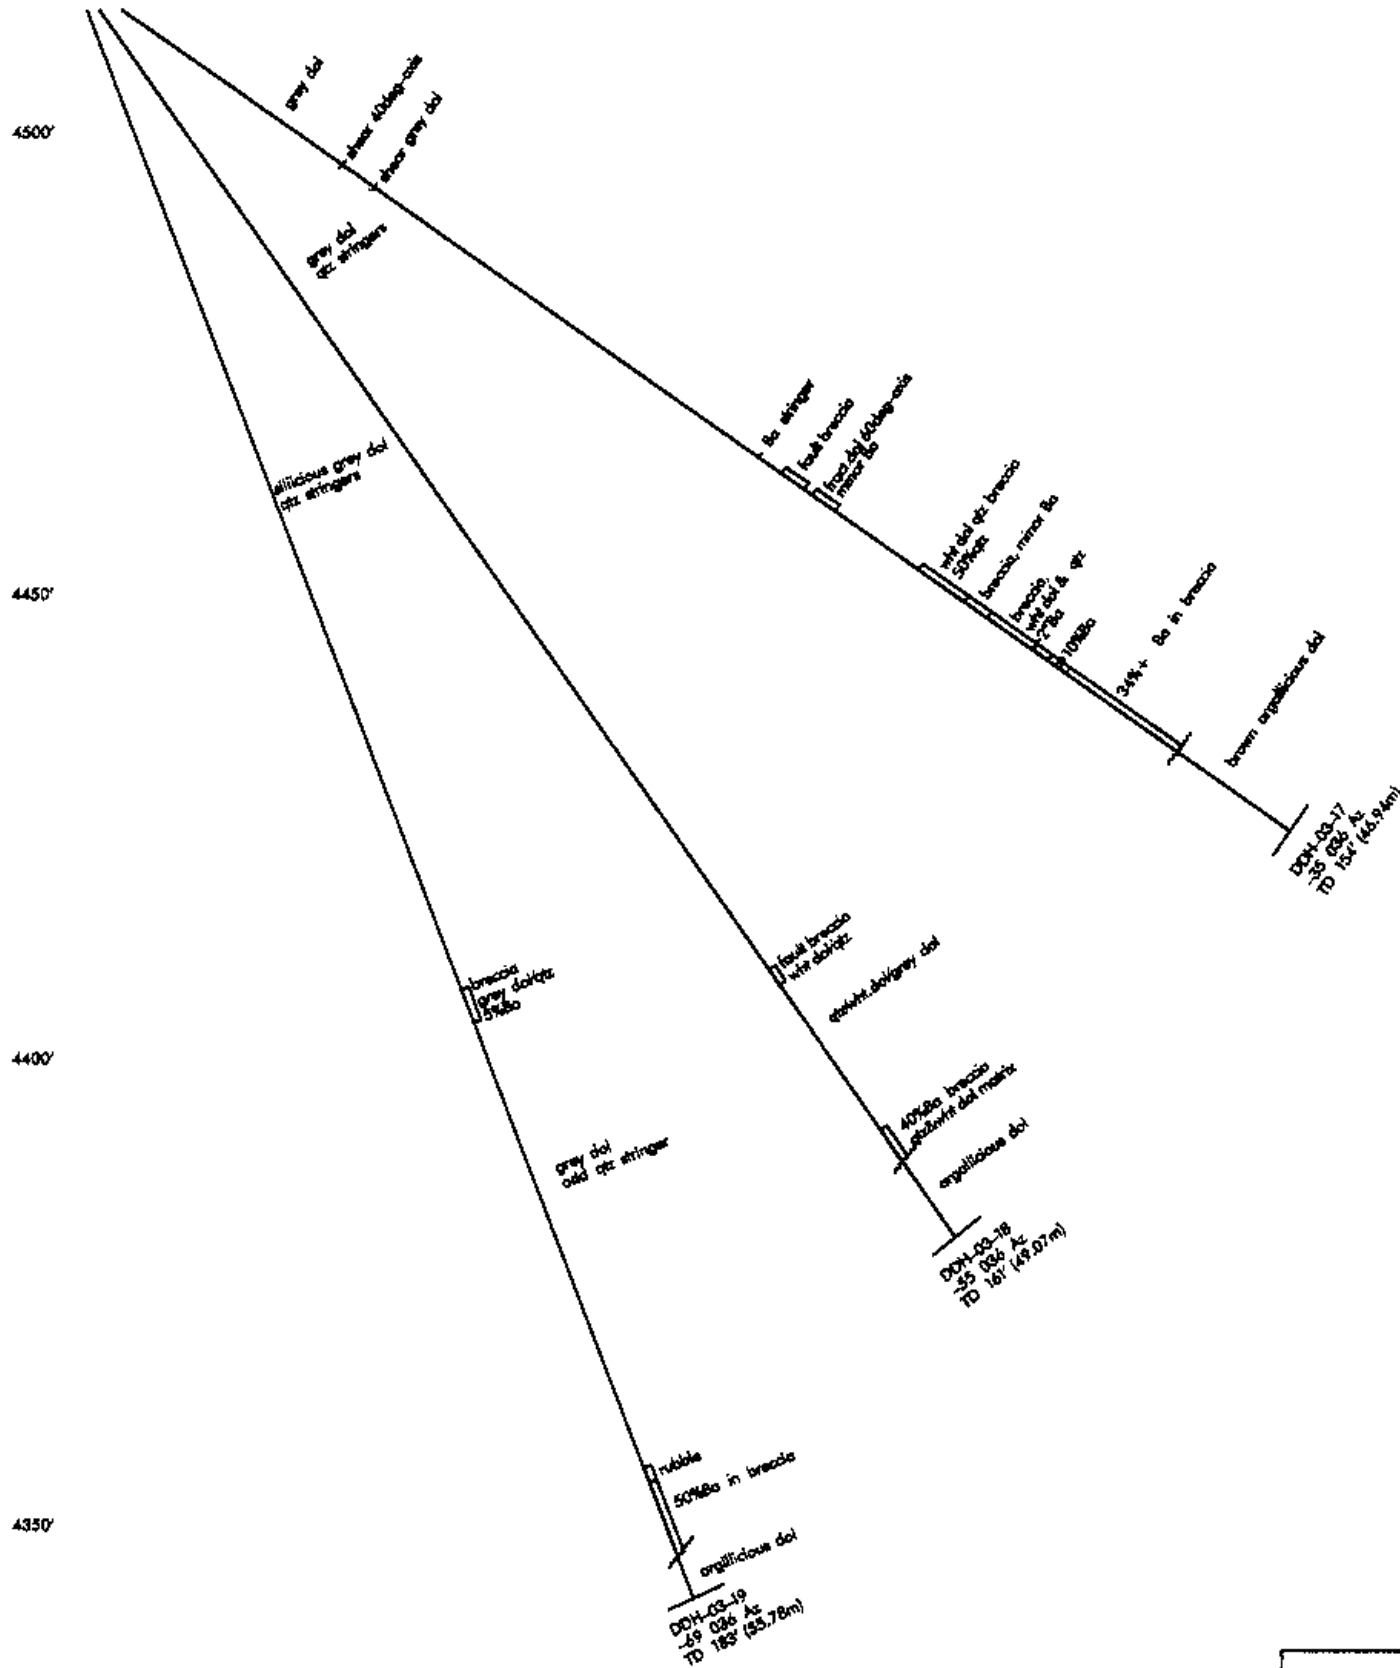 4500'
4450'
4400'
4350'
grey dol
shear 40deg-axis
shear grey dol
Ba stringer
fault breccia
fract.dol 60deg-axis
minor Ba
wht dol qtz breccia
50%qtz
breccia, minor Ba
breccia,
wht dol & qtz
2"Ba
10%Ba
34%+ Ba in breccia
brown argillicious dol
DDH-03-17
-35 036 Az
TD 154' (46.94m)
grey dol
qtz stringers
fault breccia
wht dol/qtz
qtz/wht.dol/grey dol
40%Ba breccia
qtz&wht dol matrix
argillicious dol
DDH-03-18
-55 036 Az
TD 161' (49.07m)
silicious grey dol
qtz stringers
breccia
grey dol/qtz
5%Ba
grey dol
odd qtz stringer
rubble
50%Ba in breccia
argillicious dol
DDH-03-19
-69 036 Az
TD 183' (55.78m)